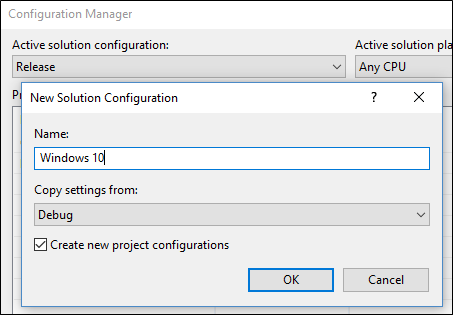 Configuration Manager
Active solution configuration:
Active solution pla
Release
Any CPU
New Solution Configuration
?
Name:
Windows 10
Copy settings from:
Debug
Create new project configurations
OK
Cancel